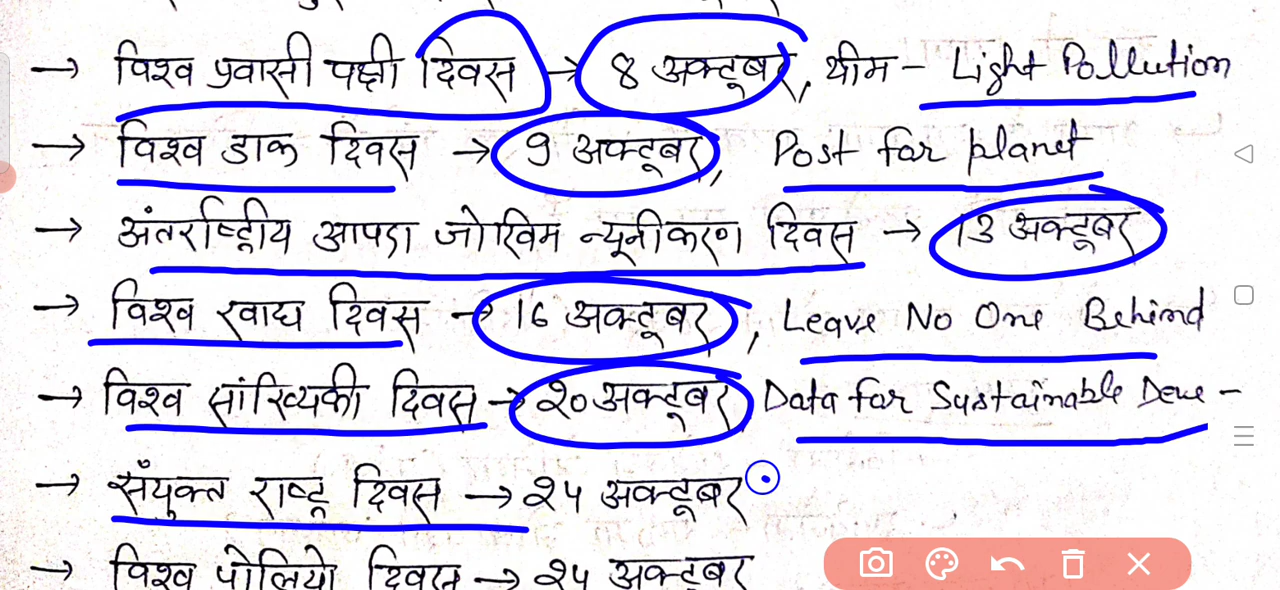 → विश्व प्रवासी पक्षी दिवस → 8 अक्टूबर, थीम - Light Pollution
→ विश्व डाक दिवस → 9 अक्टूबर, Post for planet
→ अंतर्राष्ट्रीय आपदा जोखिम न्यूनीकरण दिवस → 13 अक्टूबर
→ विश्व खाद्य दिवस → 16 अक्टूबर, Leave No One Behind
→ विश्व सांख्यिकी दिवस → 20 अक्टूबर, Data for Sustainable Deve -
→ संयुक्त राष्ट्र दिवस → 24 अक्टूबर
→ विश्व पोलियो दिवस → 24 अक्टूबर